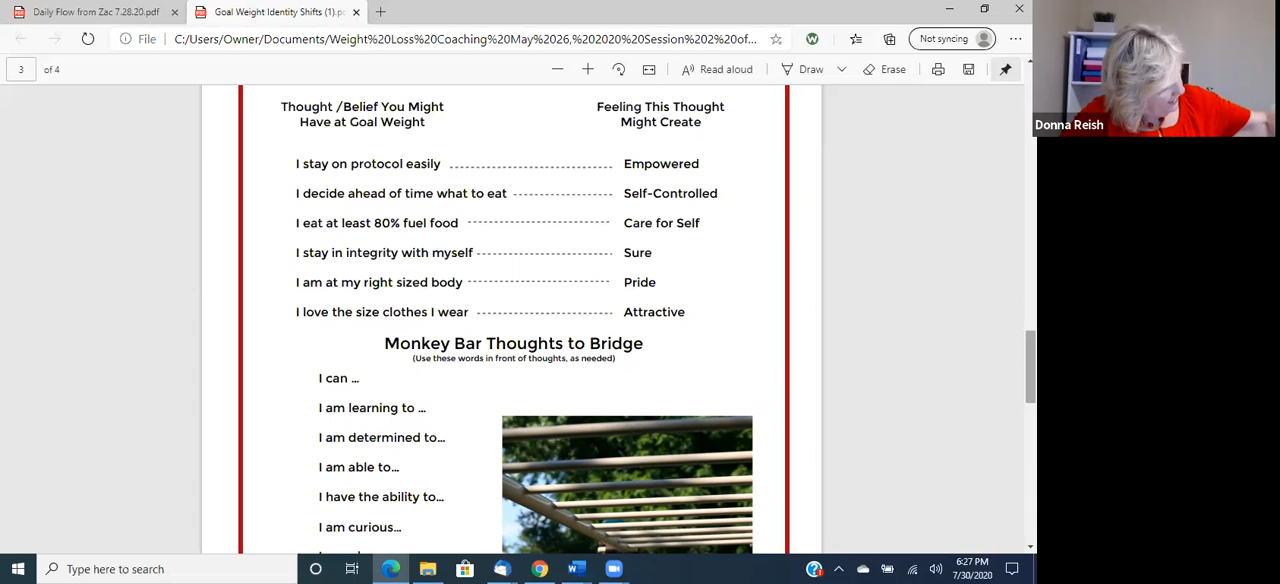 Daily Flow from Zac 7.28.20.pdf
Goal Weight Identity Shifts (1).pc
File
C:/Users/Owner/Documents/Weight%20Loss%20Coaching%20May%2026,%202020%20Session%202%20of...
Not syncing
3 of 4
Read aloud
Draw
Erase
Donna Reish
Thought /Belief You Might
Have at Goal Weight
Feeling This Thought
Might Create
I stay on protocol easily Empowered
I decide ahead of time what to eat Self-Controlled
I eat at least 80% fuel food Care for Self
I stay in integrity with myself Sure
I am at my right sized body Pride
I love the size clothes I wear Attractive
Monkey Bar Thoughts to Bridge
(Use these words in front of thoughts, as needed)
I can ...
I am learning to ...
I am determined to...
I am able to...
I have the ability to...
I am curious...
Type here to search
6:27 PM
7/30/2020